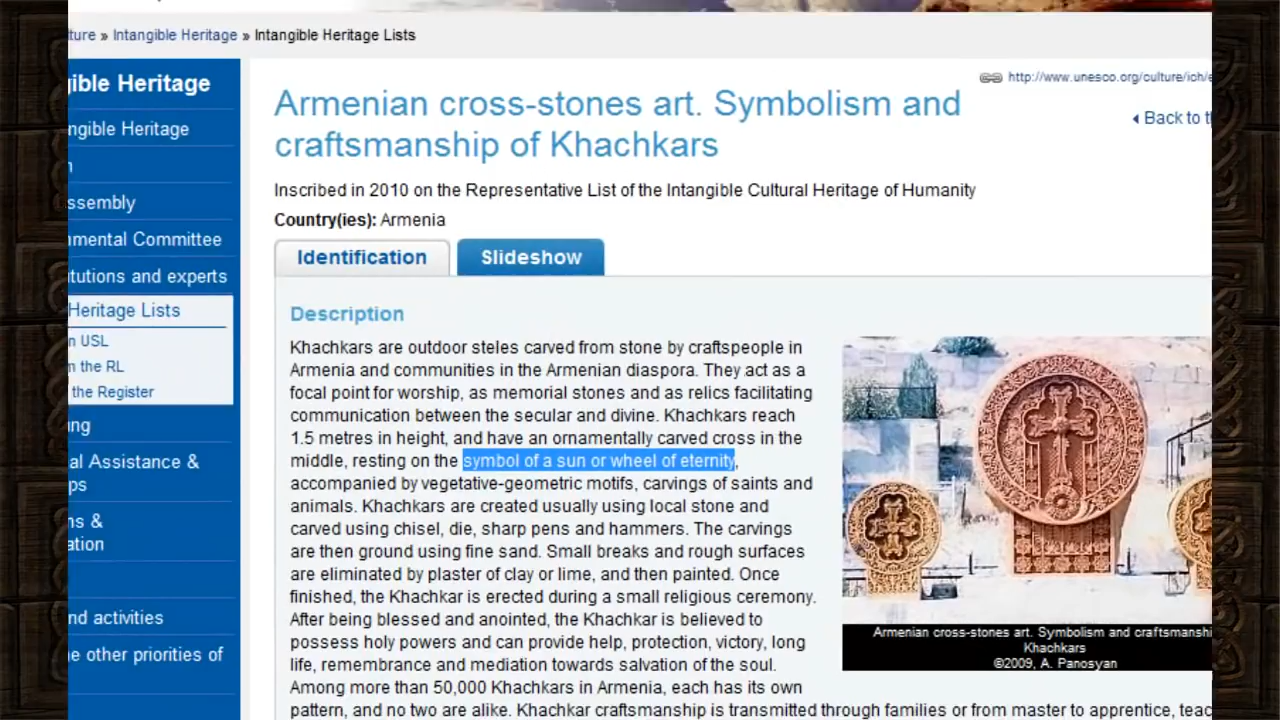 ture » Intangible Heritage » Intangible Heritage Lists
gible Heritage
ngible Heritage
n
ssembly
nmental Committee
tutions and experts
Heritage Lists
n USL
n the RL
the Register
ung
al Assistance &
ps
ns &
ation
nd activities
e other priorities of
http://www.unesco.org/culture/ich/e
Back to th
Armenian cross-stones art. Symbolism and
craftsmanship of Khachkars
Inscribed in 2010 on the Representative List of the Intangible Cultural Heritage of Humanity
Country(ies): Armenia
Identification
Slideshow
Description
Khachkars are outdoor steles carved from stone by craftspeople in
Armenia and communities in the Armenian diaspora. They act as a
focal point for worship, as memorial stones and as relics facilitating
communication between the secular and divine. Khachkars reach
1.5 metres in height, and have an ornamentally carved cross in the
middle, resting on the symbol of a sun or wheel of eternity,
accompanied by vegetative-geometric motifs, carvings of saints and
animals. Khachkars are created usually using local stone and
carved using chisel, die, sharp pens and hammers. The carvings
are then ground using fine sand. Small breaks and rough surfaces
are eliminated by plaster of clay or lime, and then painted. Once
finished, the Khachkar is erected during a small religious ceremony.
After being blessed and anointed, the Khachkar is believed to
possess holy powers and can provide help, protection, victory, long
life, remembrance and mediation towards salvation of the soul.
Among more than 50,000 Khachkars in Armenia, each has its own
pattern, and no two are alike. Khachkar craftsmanship is transmitted through families or from master to apprentice, teac
Armenian cross-stones art. Symbolism and craftsmanshi
Khachkars
©2009, A. Panosyan